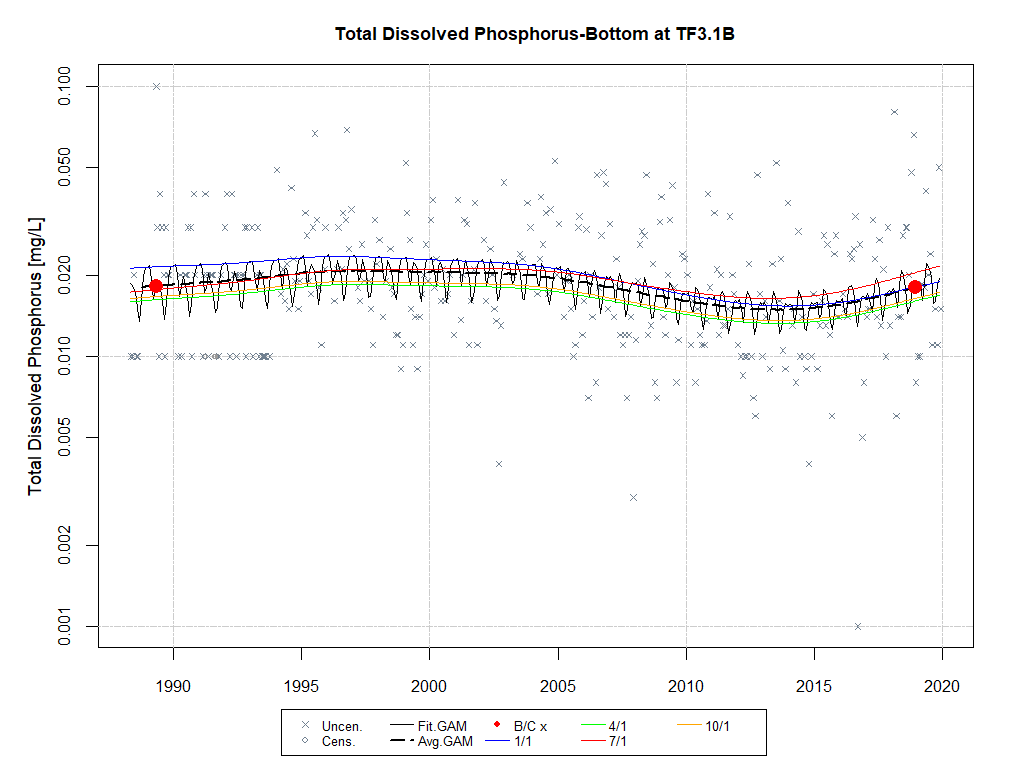 Total Dissolved Phosphorus-Bottom at TF3.1B
Total Dissolved Phosphorus [mg/L]
0.100
0.050
0.020
0.010
0.005
0.002
0.001
1990 1995 2000 2005 2010 2015 2020
Uncen. Fit.GAM B/C x 4/1 10/1
Cens. Avg.GAM 1/1 7/1